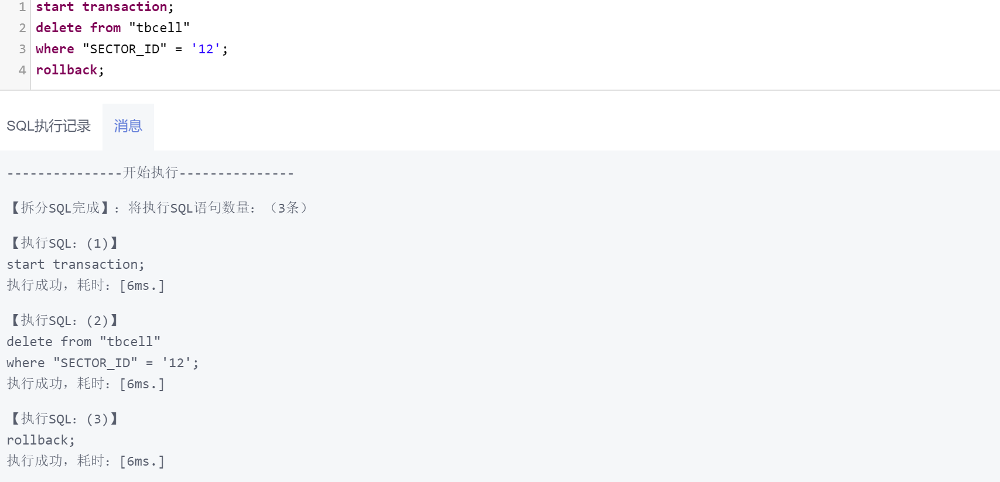 1 start transaction;
2 delete from "tbcell"
3 where "SECTOR_ID" = '12';
4 rollback;
SQL执行记录 消息
---------------开始执行---------------
【拆分SQL完成】：将执行SQL语句数量：（3条）
【执行SQL：(1)】
start transaction;
执行成功，耗时：[6ms.]
【执行SQL：(2)】
delete from "tbcell"
where "SECTOR_ID" = '12';
执行成功，耗时：[6ms.]
【执行SQL：(3)】
rollback;
执行成功，耗时：[6ms.]